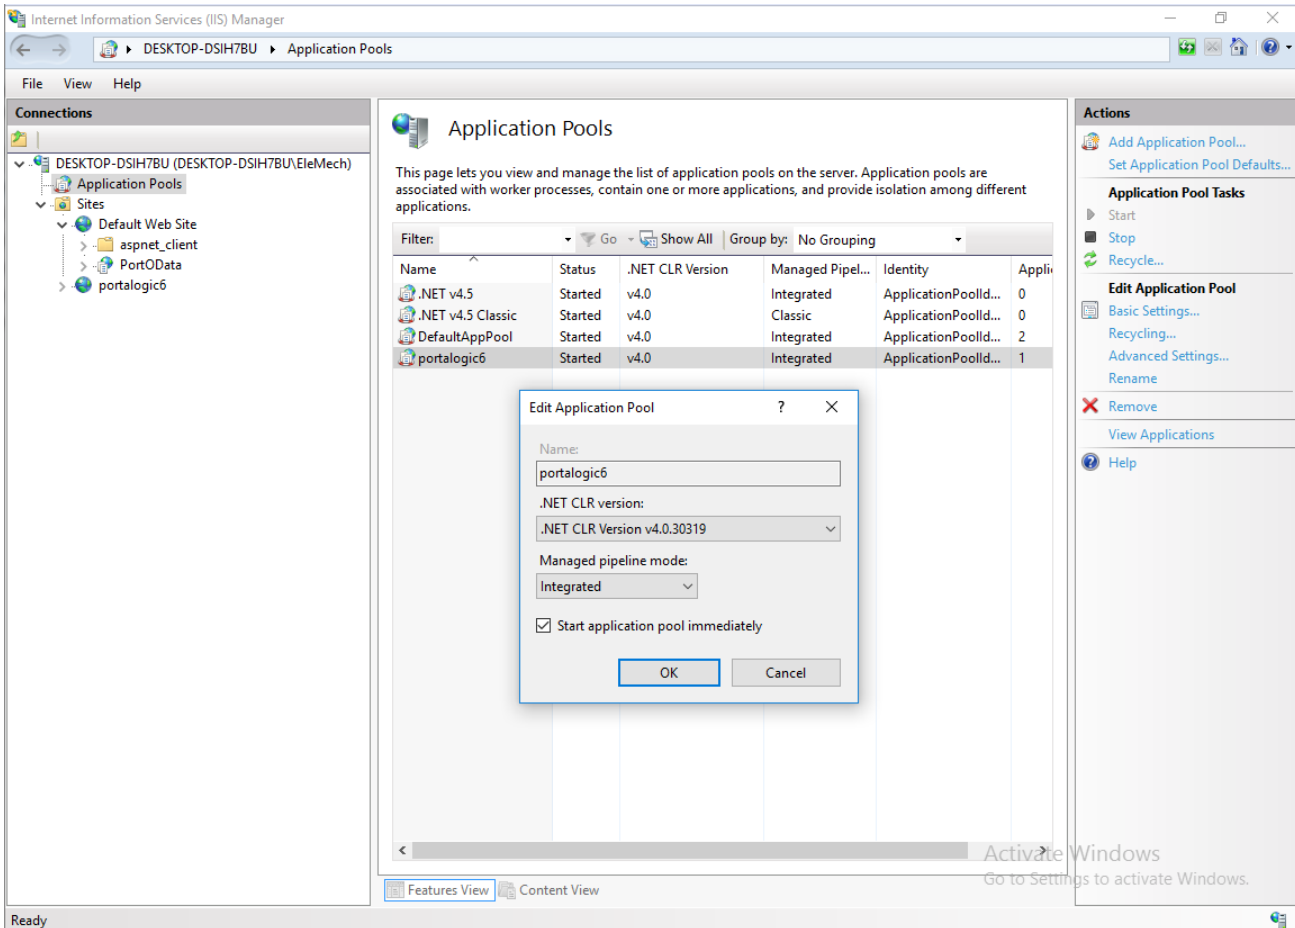 Internet Information Services (IIS) Manager
DESKTOP-DSIH7BU Application Pools
File View Help
Connections
DESKTOP-DSIH7BU (DESKTOP-DSIH7BU\EleMech)
Application Pools
Sites
Default Web Site
aspnet_client
PortOData
portalogic6
Application Pools
This page lets you view and manage the list of application pools on the server. Application pools are
associated with worker processes, contain one or more applications, and provide isolation among different
applications.
Filter: Go Show All Group by: No Grouping
Name Status .NET CLR Version Managed Pipel... Identity Applic
.NET v4.5 Started v4.0 Integrated ApplicationPoolId... 0
.NET v4.5 Classic Started v4.0 Classic ApplicationPoolId... 0
DefaultAppPool Started v4.0 Integrated ApplicationPoolId... 2
portalogic6 Started v4.0 Integrated ApplicationPoolId... 1
Edit Application Pool ?
Name:
portalogic6
.NET CLR version:
.NET CLR Version v4.0.30319
Managed pipeline mode:
Integrated
Start application pool immediately
OK Cancel
Features View Content View
Actions
Add Application Pool...
Set Application Pool Defaults...
Application Pool Tasks
Start
Stop
Recycle...
Edit Application Pool
Basic Settings...
Recycling...
Advanced Settings...
Rename
Remove
View Applications
Help
Activate Windows
Go to Settings to activate Windows.
Ready